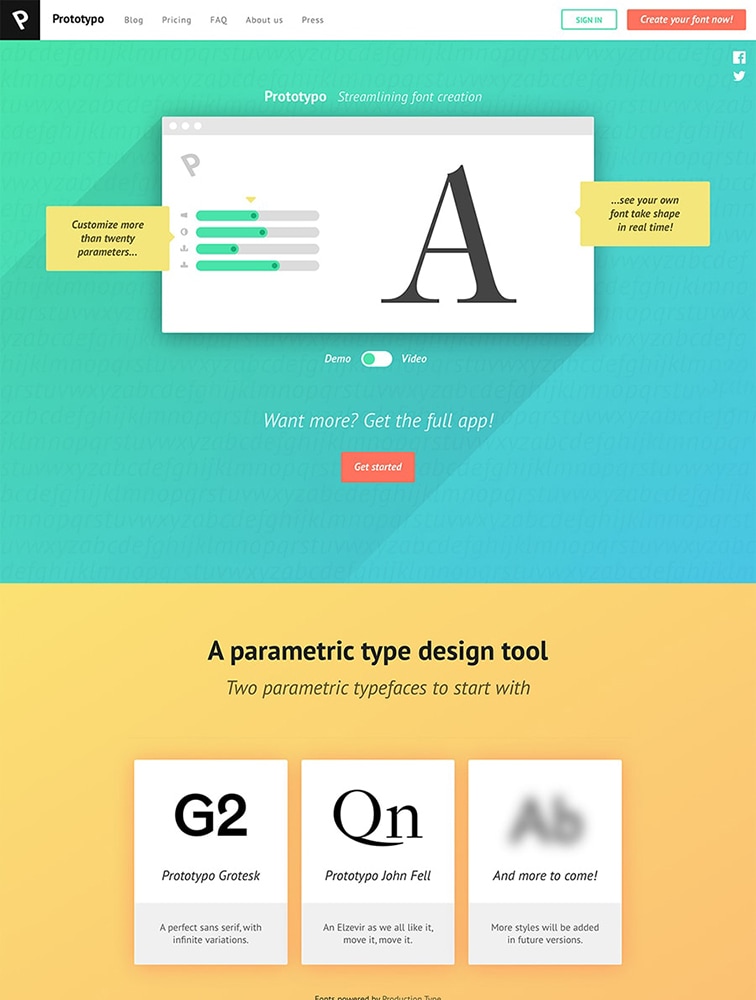 P
Prototypo Blog Pricing FAQ About us Press SIGN IN Create your font now!
Prototypo Streamlining font creation
P
A
Customize more
than twenty
parameters...
...see your own
font take shape
in real time!
Demo Video
Want more? Get the full app!
Get started
A parametric type design tool
Two parametric typefaces to start with
G2
Prototypo Grotesk
A perfect sans serif, with
infinite variations.
Qn
Prototypo John Fell
An Elzevir as we all like it,
move it, move it.
Ab
And more to come!
More styles will be added
in future versions.
Fonts powered by Production Type